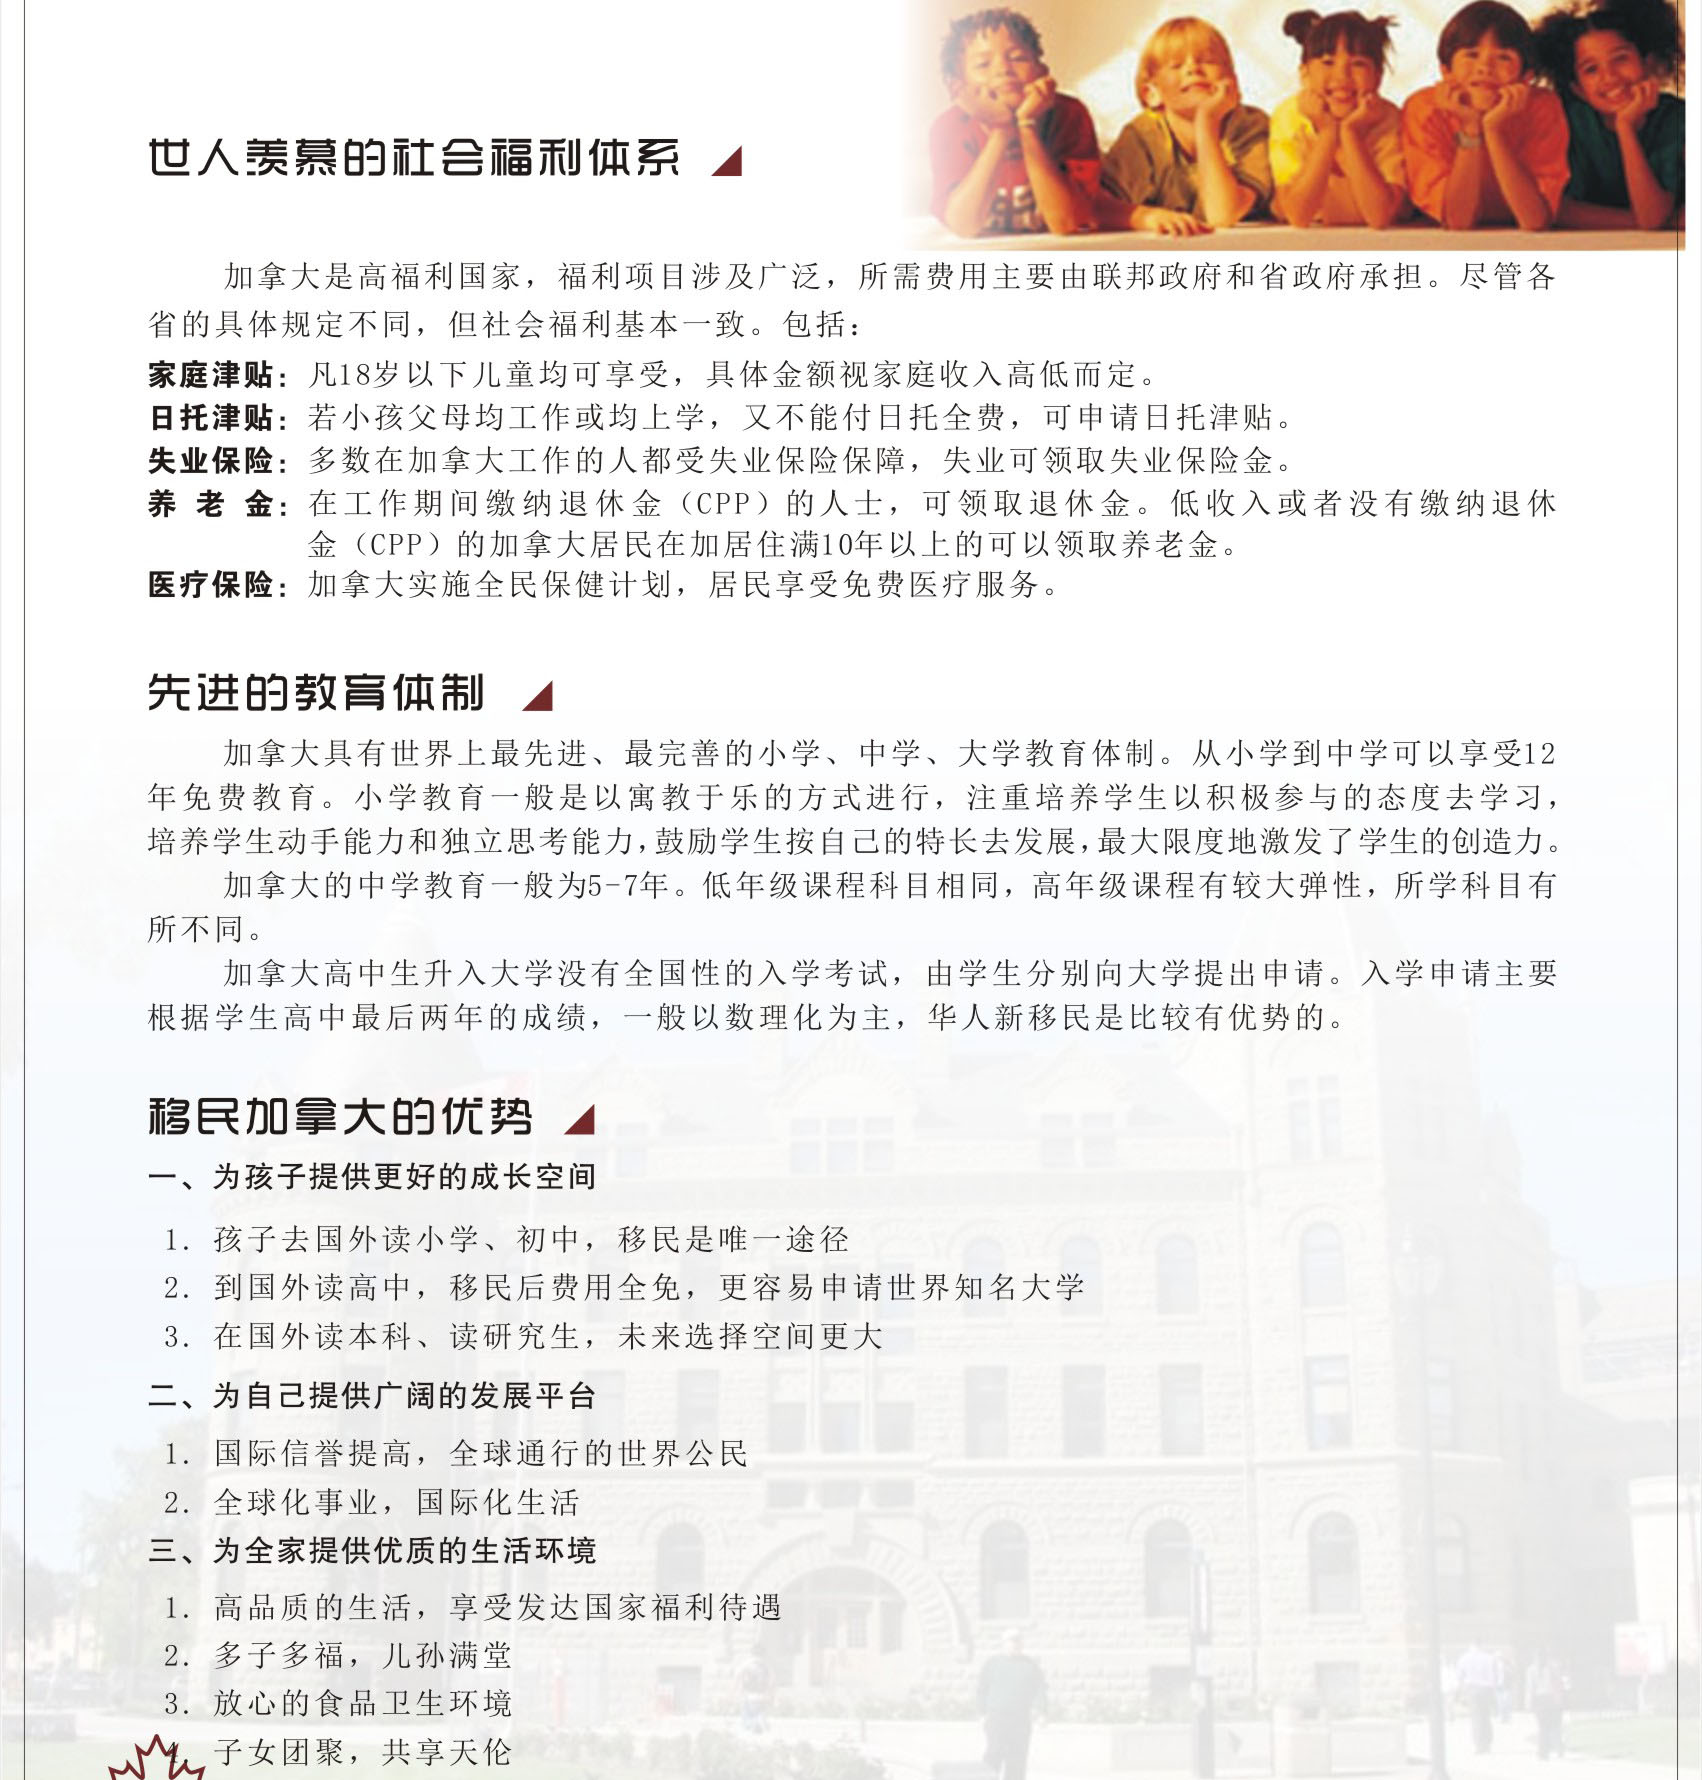 世人羡慕的社会福利体系
加拿大是高福利国家，福利项目涉及广泛，所需费用主要由联邦政府和省政府承担。尽管各
省的具体规定不同，但社会福利基本一致。包括：
家庭津贴：凡18岁以下儿童均可享受，具体金额视家庭收入高低而定。
日托津贴：若小孩父母均工作或均上学，又不能付日托全费，可申请日托津贴。
失业保险：多数在加拿大工作的人都受失业保险保障，失业可领取失业保险金。
养 老 金：在工作期间缴纳退休金（CPP）的人士，可领取退休金。低收入或者没有缴纳退休
金（CPP）的加拿大居民在加居住满10年以上的可以领取养老金。
医疗保险：加拿大实施全民保健计划，居民享受免费医疗服务。
先进的教育体制
加拿大具有世界上最先进、最完善的小学、中学、大学教育体制。从小学到中学可以享受12
年免费教育。小学教育一般是以寓教于乐的方式进行，注重培养学生以积极参与的态度去学习，
培养学生动手能力和独立思考能力，鼓励学生按自己的特长去发展，最大限度地激发了学生的创造力。
加拿大的中学教育一般为5-7年。低年级课程科目相同，高年级课程有较大弹性，所学科目有
所不同。
加拿大高中生升入大学没有全国性的入学考试，由学生分别向大学提出申请。入学申请主要
根据学生高中最后两年的成绩，一般以数理化为主，华人新移民是比较有优势的。
移民加拿大的优势
一、为孩子提供更好的成长空间
1. 孩子去国外读小学、初中，移民是唯一途径
2. 到国外读高中，移民后费用全免，更容易申请世界知名大学
3. 在国外读本科、读研究生，未来选择空间更大
二、为自己提供广阔的发展平台
1. 国际信誉提高，全球通行的世界公民
2. 全球化事业，国际化生活
三、为全家提供优质的生活环境
1. 高品质的生活，享受发达国家福利待遇
2. 多子多福，儿孙满堂
3. 放心的食品卫生环境
4. 子女团聚，共享天伦